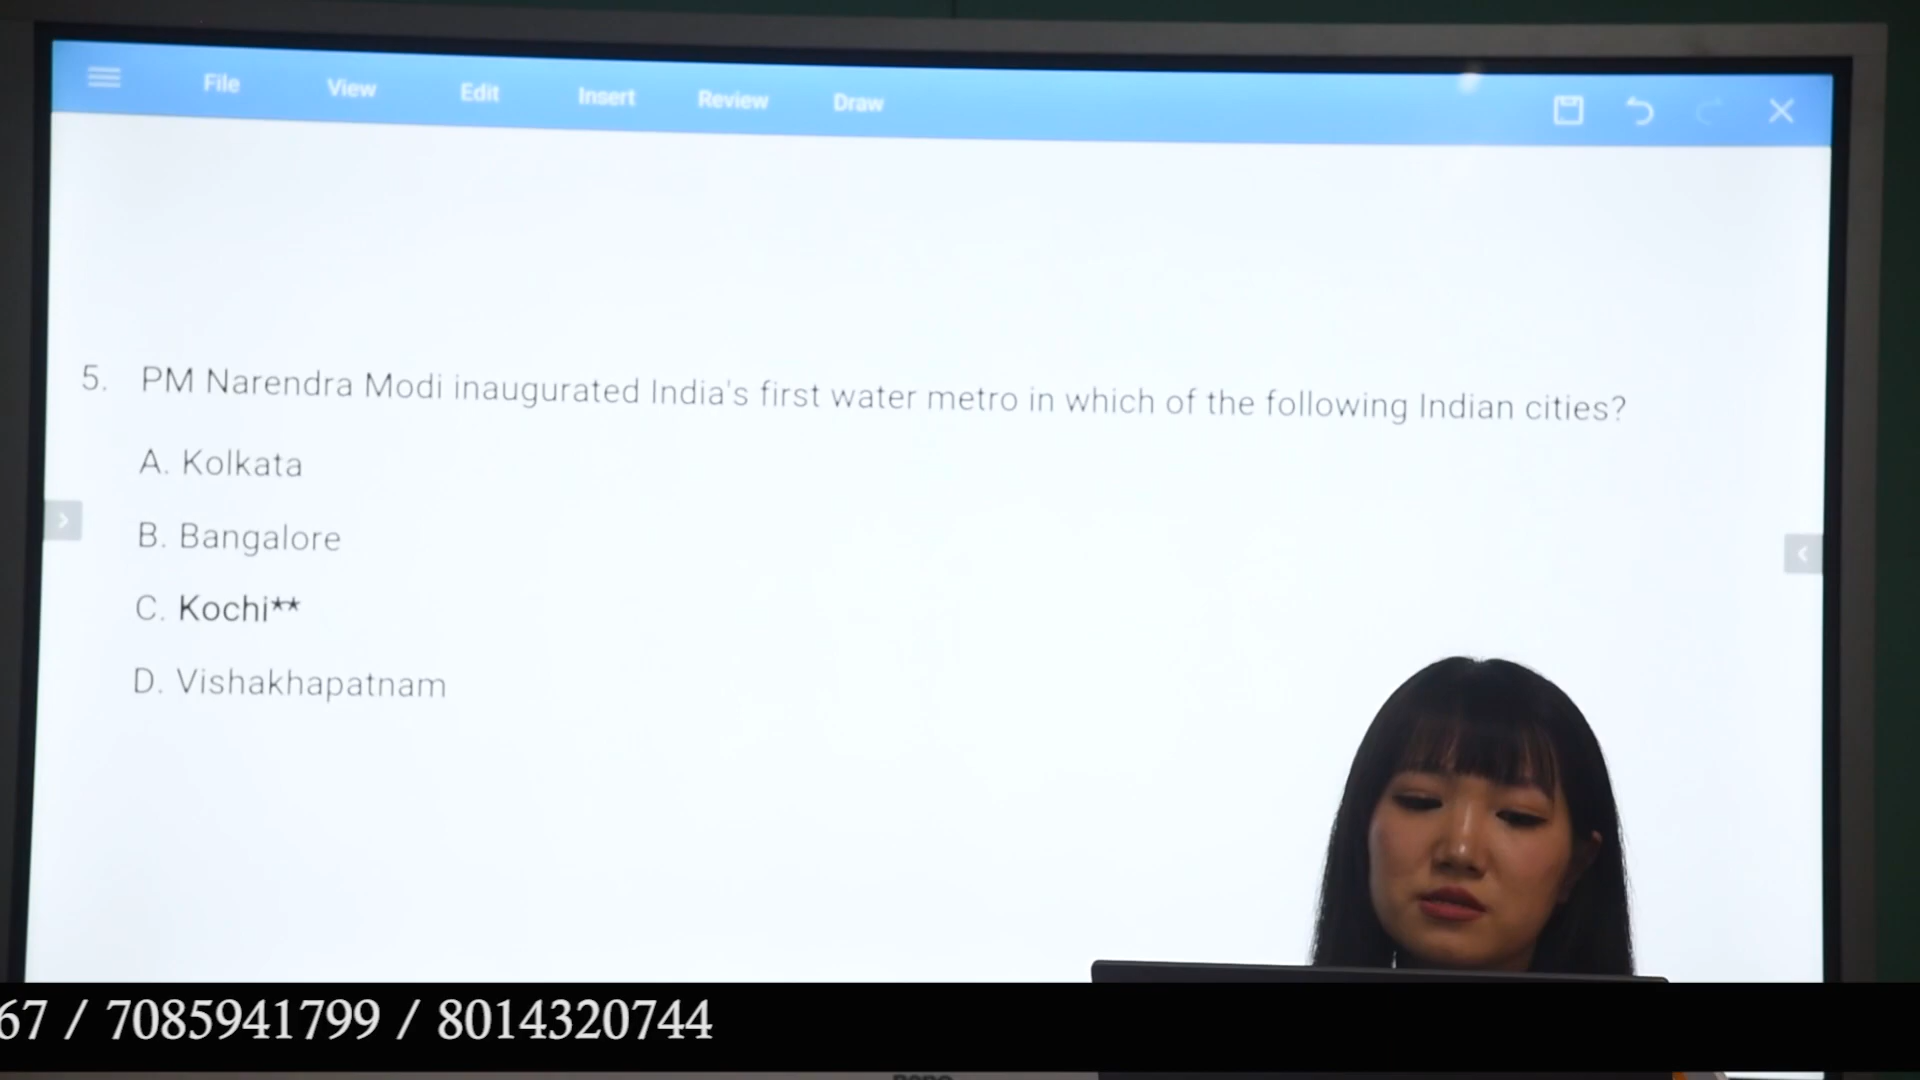 File View Edit Insert Review Draw
5. PM Narendra Modi inaugurated India's first water metro in which of the following Indian cities?
A. Kolkata
B. Bangalore
C. Kochi**
D. Vishakhapatnam
67 / 7085941799 / 8014320744